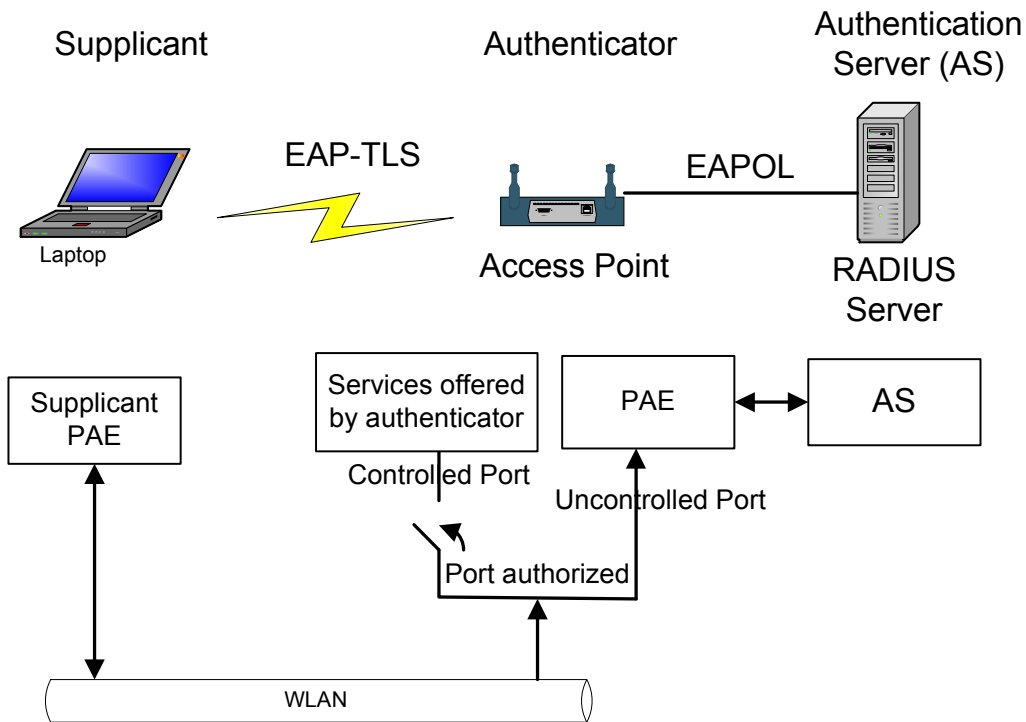 Supplicant
Authenticator
Authentication
Server (AS)
EAP-TLS
EAPOL
Laptop
Access Point
RADIUS
Server
Supplicant
PAE
Services offered
by authenticator
PAE
AS
Controlled Port
Uncontrolled Port
Port authorized
WLAN